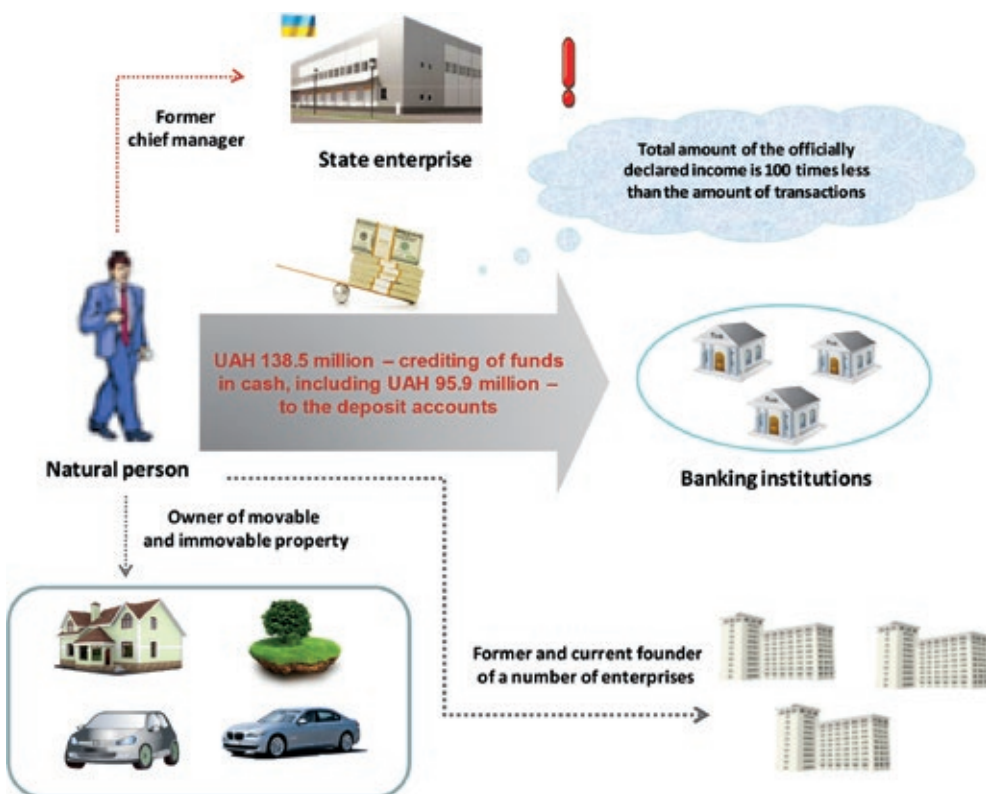 Former
chief manager
State enterprise
Total amount of the officially
declared income is 100 times less
than the amount of transactions
UAH 138.5 million – crediting of funds
in cash, including UAH 95.9 million –
to the deposit accounts
Natural person
Banking institutions
Owner of movable
and immovable property
Former and current founder
of a number of enterprises